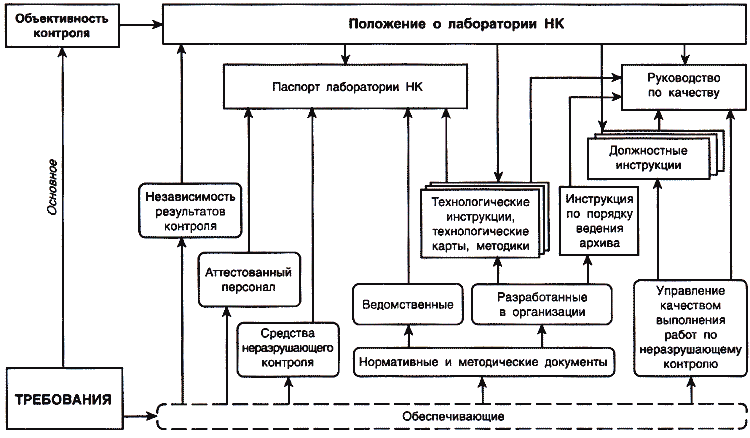 Объективность
контроля
Положение о лаборатории НК
Паспорт лаборатории НК
Руководство
по качеству
Должностные
инструкции
Основное
Независимость
результатов
контроля
Технологические
инструкции,
технологические
карты, методики
Инструкция
по порядку
ведения
архива
Аттестованный
персонал
Ведомственные
Разработанные
в организации
Управление
качеством
выполнения
работ по
неразрушающему
контролю
Средства
неразрушающего
контроля
Нормативные и методические документы
ТРЕБОВАНИЯ
Обеспечивающие